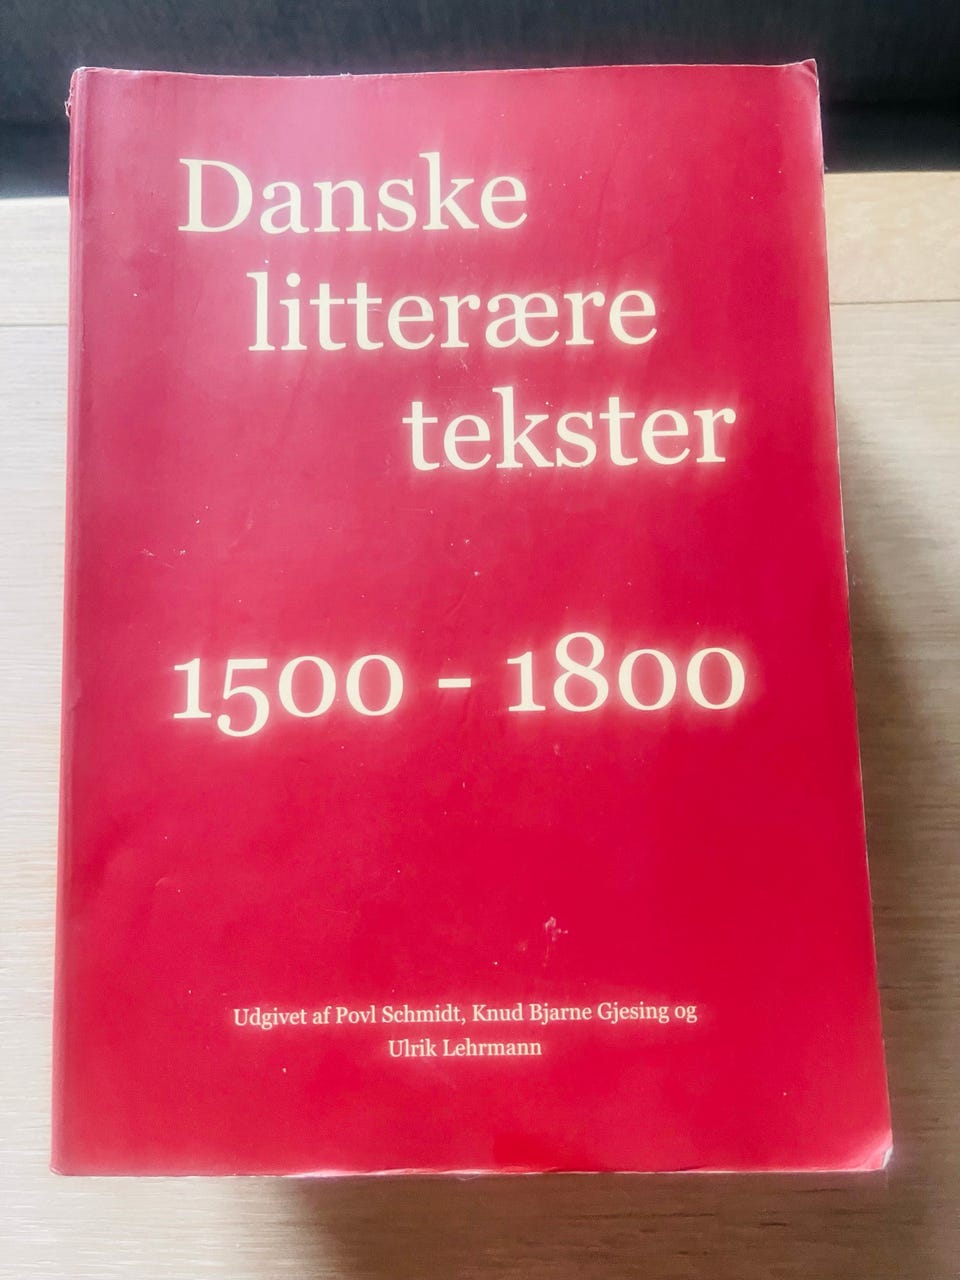 Danske
litterære
tekster
1500 - 1800
Udgivet af Povl Schmidt, Knud Bjarne Gjesing og
Ulrik Lehrmann